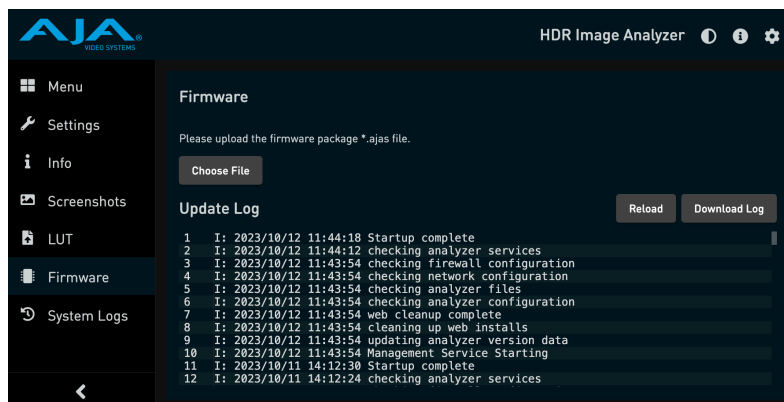 AJA
VIDEO SYSTEMS
HDR Image Analyzer
Menu
Settings
Info
Screenshots
LUT
Firmware
System Logs
Firmware
Please upload the firmware package *.ajas file.
Choose File
Update Log
Reload
Download Log
1 I: 2023/10/12 11:44:18 Startup complete
2 I: 2023/10/12 11:44:12 checking analyzer services
3 I: 2023/10/12 11:43:54 checking firewall configuration
4 I: 2023/10/12 11:43:54 checking network configuration
5 I: 2023/10/12 11:43:54 checking analyzer files
6 I: 2023/10/12 11:43:54 checking analyzer configuration
7 I: 2023/10/12 11:43:54 web cleanup complete
8 I: 2023/10/12 11:43:54 cleaning up web installs
9 I: 2023/10/12 11:43:54 updating analyzer version data
10 I: 2023/10/12 11:43:54 Management Service Starting
11 I: 2023/10/11 14:12:30 Startup complete
12 I: 2023/10/11 14:12:24 checking analyzer services